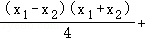 (x₁-x₂)(x₁+x₂)
4 +